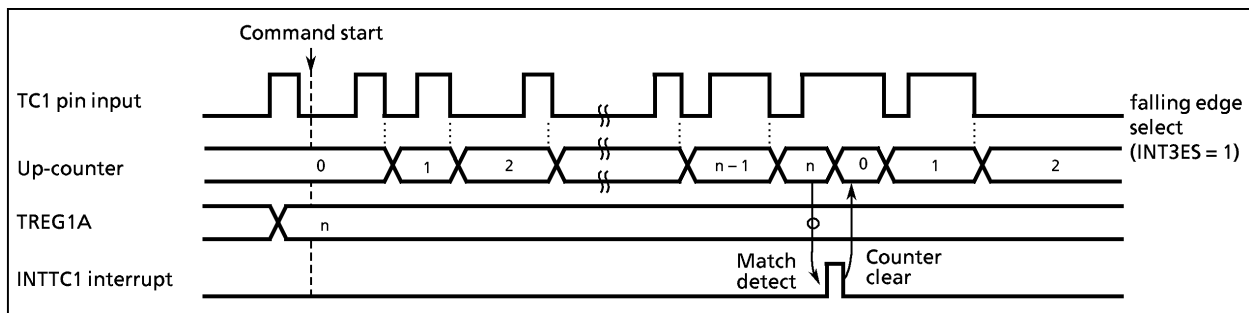 Command start
TC1 pin input
falling edge
select
(INT3ES = 1)
Up-counter
0 1 2 n – 1 n 0 1 2
TREG1A
n
INTTC1 interrupt
Match
detect
Counter
clear